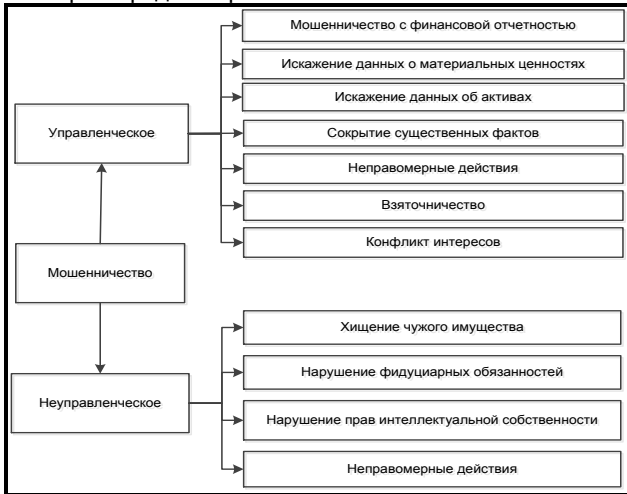 Мошенничество с финансовой отчетностью
Искажение данных о материальных ценностях
Искажение данных об активах
Управленческое
Сокрытие существенных фактов
Неправомерные действия
Взяточничество
Конфликт интересов
Мошенничество
Хищение чужого имущества
Нарушение фидуциарных обязанностей
Неуправленческое
Нарушение прав интеллектуальной собственности
Неправомерные действия